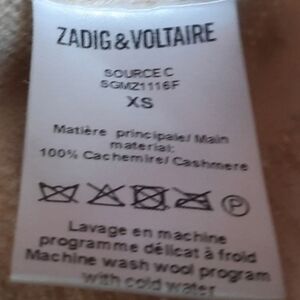 ZADIG & VOLTAIRE
SOURCE C
SGMZ1116F
XS
Matière principale/ Main
material:
100% Cachemire/ Cashmere
P
Lavage en machine
programme délicat à froid
Machine wash wool program
with cold water